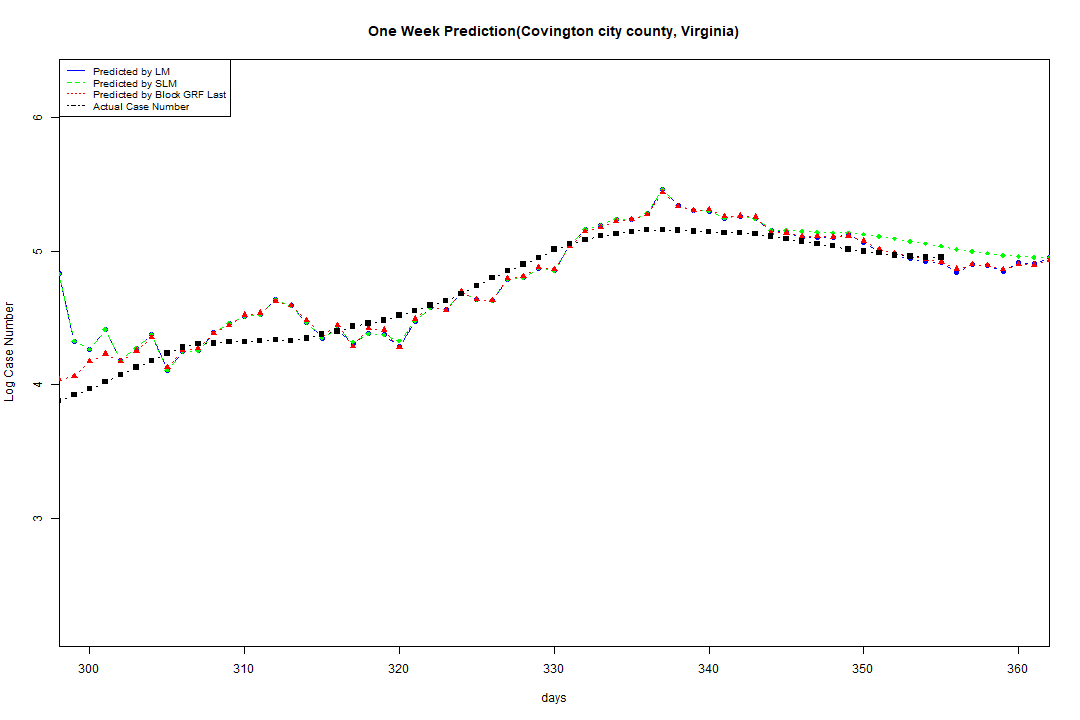 One Week Prediction(Covington city county, Virginia)
Predicted by LM
Predicted by SLM
Predicted by Block GRF Last
Actual Case Number
6
5
4
3
Log Case Number
300 310 320 330 340 350 360
days